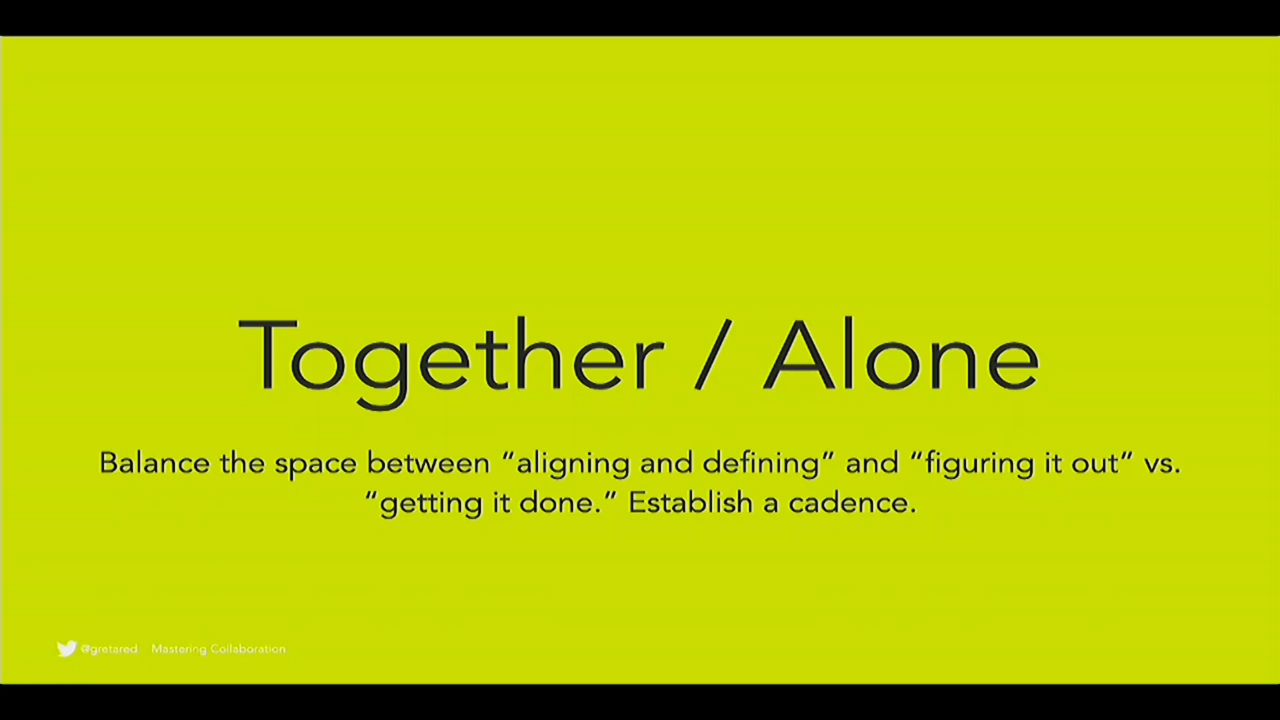 Together / Alone
Balance the space between “aligning and defining” and “figuring it out” vs.
“getting it done.” Establish a cadence.
@gretared Mastering Collaboration